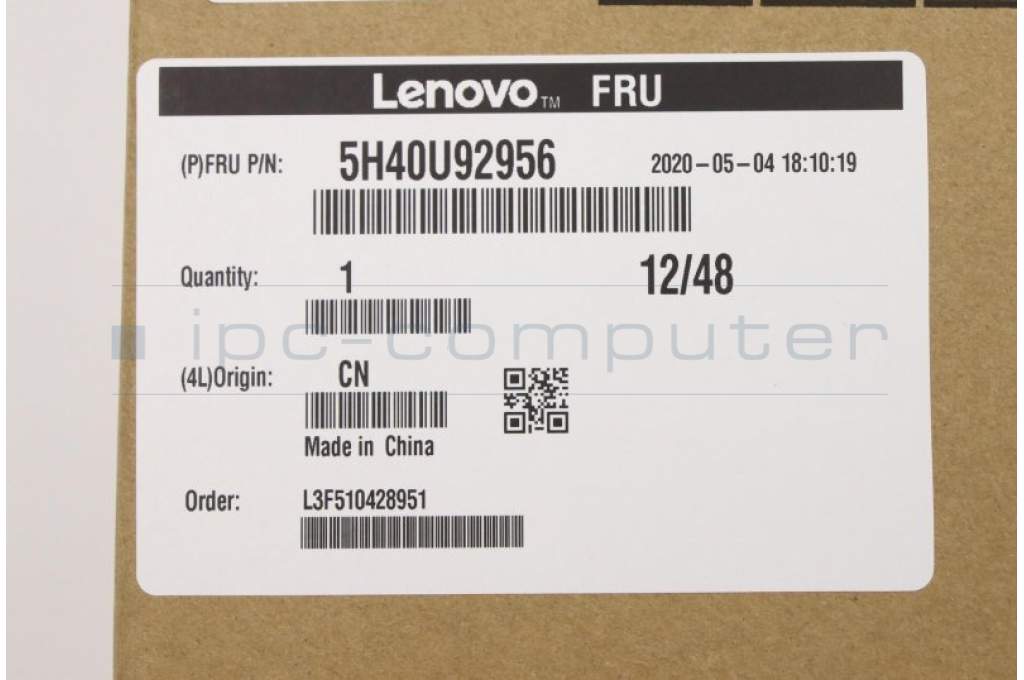 Lenovo™ FRU
(P)FRU P/N: 5H40U92956 2020-05-04 18:10:19
Quantity: 1 12/48
ipc-computer
(4L)Origin: CN
Made in China
Order: L3F510428951